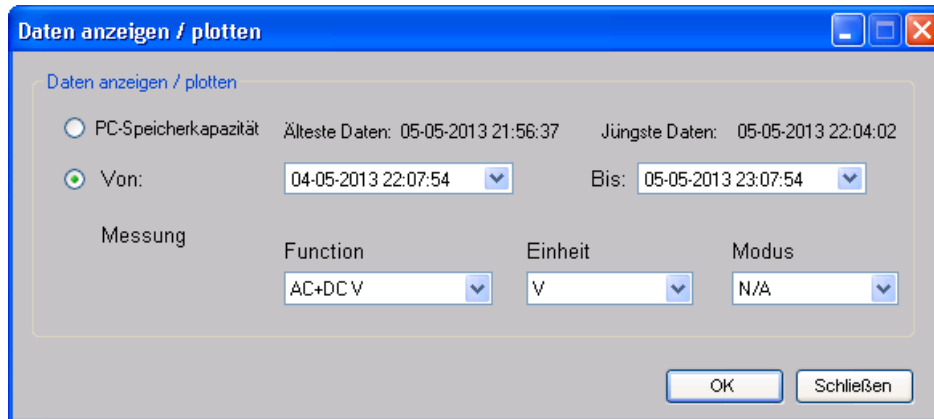 Daten anzeigen / plotten
Daten anzeigen / plotten
PC-Speicherkapazität Älteste Daten: 05-05-2013 21:56:37 Jüngste Daten: 05-05-2013 22:04:02
Von: 04-05-2013 22:07:54 Bis: 05-05-2013 23:07:54
Messung
Function Einheit Modus
AC+DC V V N/A
OK Schließen